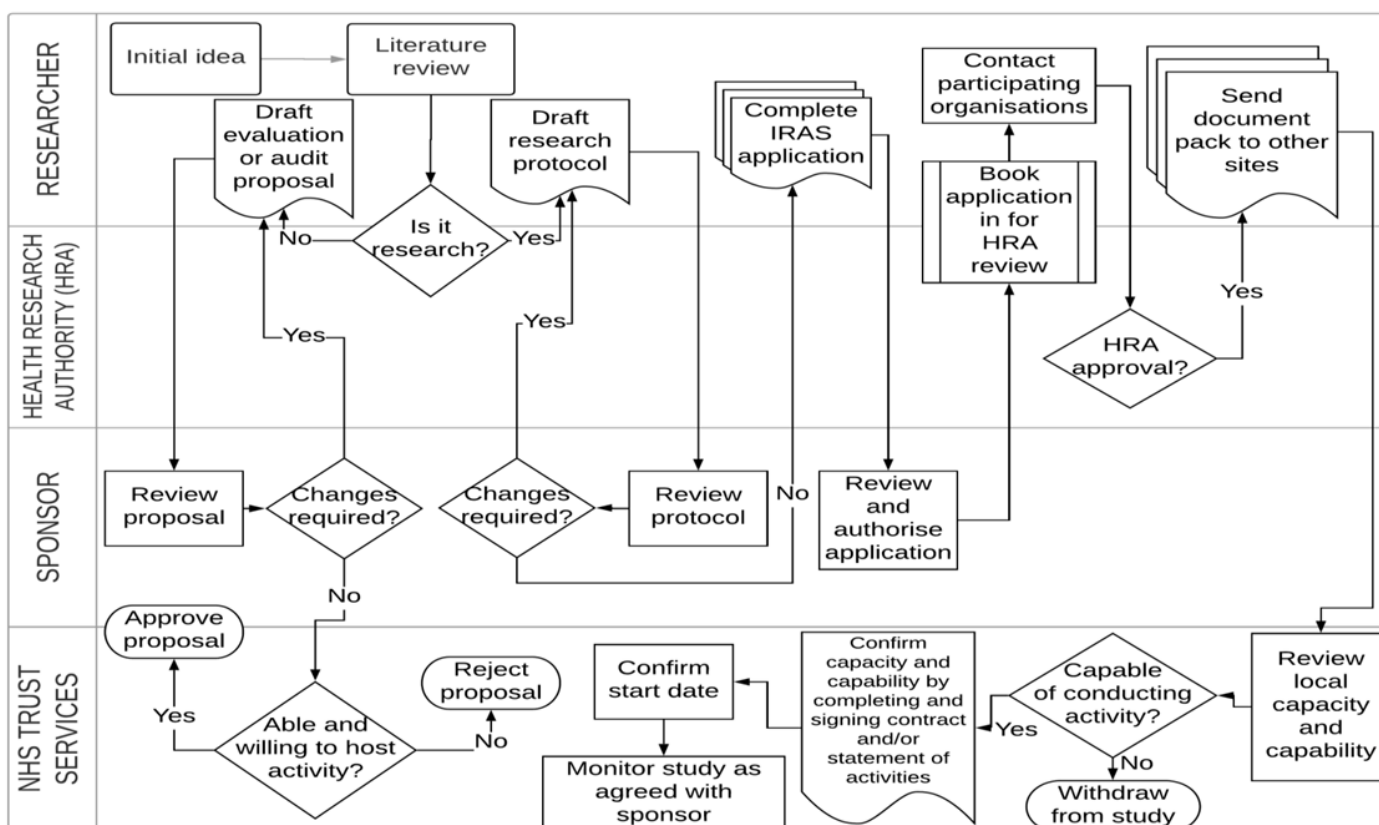 RESEARCHER
Initial idea
Literature
review
Draft
evaluation
or audit
proposal
Draft
research
protocol
Complete
IRAS
application
Contact
participating
organisations
Send
document
pack to other
sites
Book
application
in for
HRA
review
Is it
research?
No
Yes
HEALTH RESEARCH
AUTHORITY (HRA)
Yes
Yes
HRA
approval?
Yes
SPONSOR
Review
proposal
Changes
required?
Changes
required?
Review
protocol
No
Review
and
authorise
application
No
NHS TRUST
SERVICES
Approve
proposal
Yes
Able and
willing to host
activity?
No
Reject
proposal
Confirm
start date
Monitor study as
agreed with
sponsor
Confirm
capacity and
capability by
completing and
signing contract
and/or
statement of
activities
Yes
Capable
of conducting
activity?
No
Withdraw
from study
Review
local
capacity
and
capability